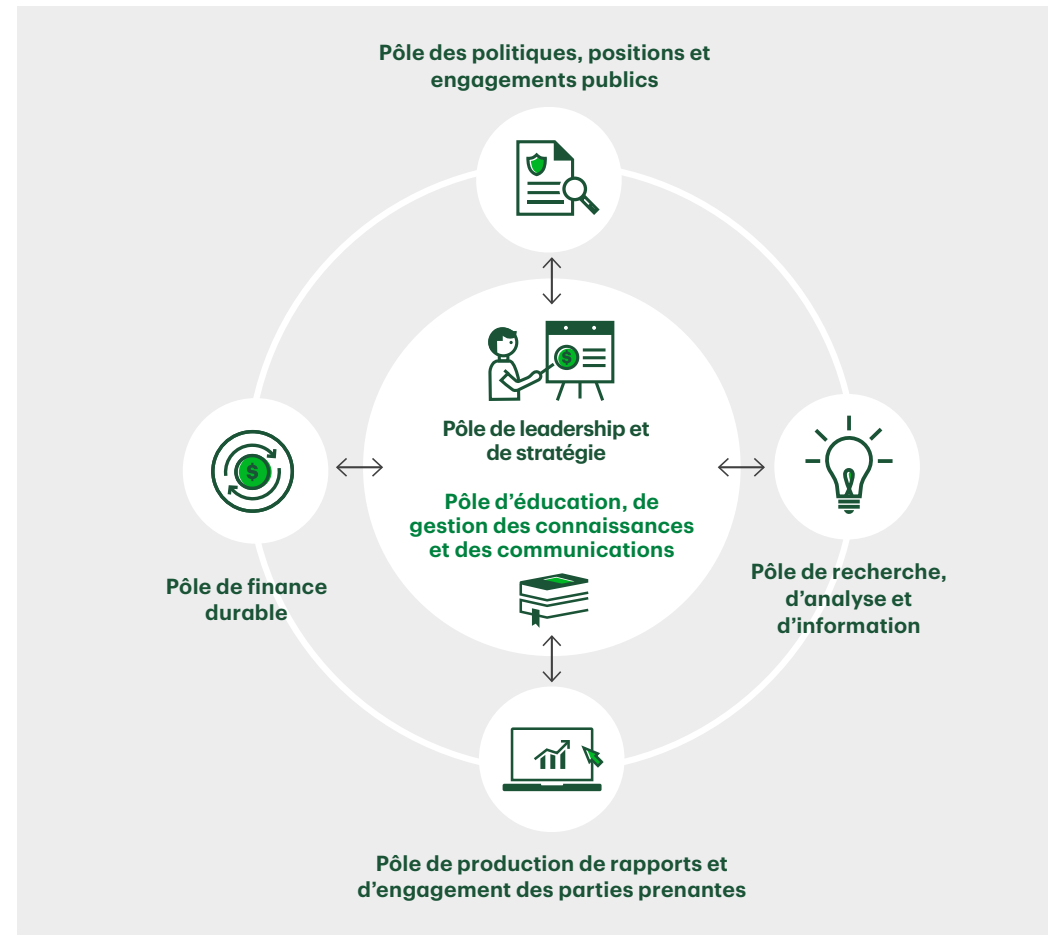 Pôle des politiques, positions et
engagements publics
Pôle de leadership et
de stratégie
Pôle d’éducation, de
gestion des connaissances
et des communications
Pôle de finance
durable
Pôle de recherche,
d’analyse et
d’information
Pôle de production de rapports et
d’engagement des parties prenantes